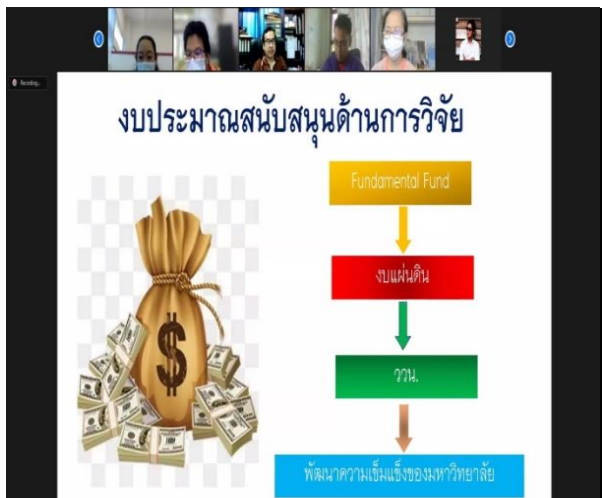 Recording...
งบประมาณสนับสนุนด้านการวิจัย
Fundamental Fund
งบแผ่นดิน
ววน.
พัฒนาความเข็มแข็งของมหาวิทยาลัย
$